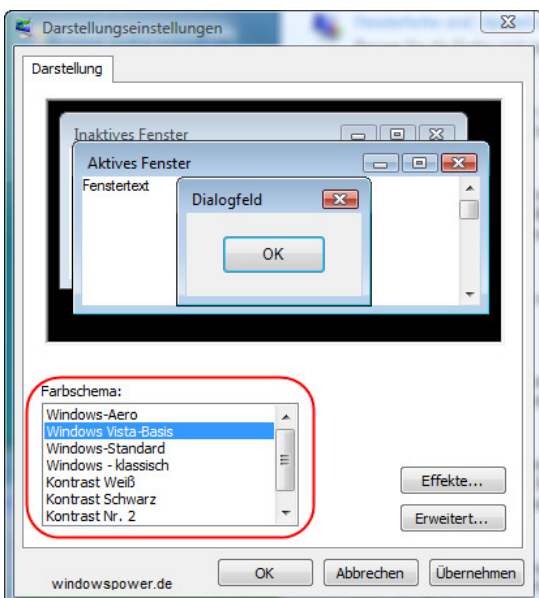 Darstellungseinstellungen
Darstellung
Inaktives Fenster
Aktives Fenster
Fenstertext
Dialogfeld
OK
Farbschema:
Windows-Aero
Windows Vista-Basis
Windows-Standard
Windows - klassisch
Kontrast Weiß
Kontrast Schwarz
Kontrast Nr. 2
Effekte...
Erweitert...
OK
Abbrechen
Übernehmen
windowspower.de